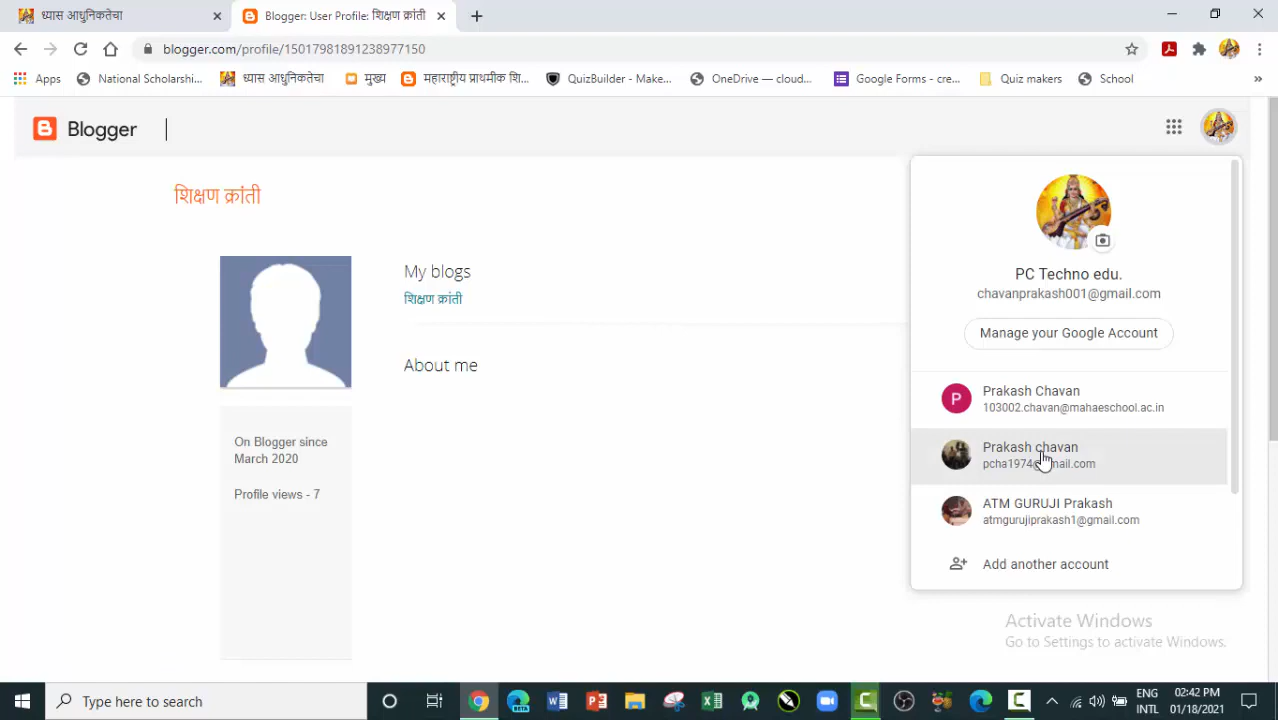 ध्यास आधुनिकतेचा
Blogger: User Profile: शिक्षण क्रांती
blogger.com/profile/15017981891238977150
Apps
National Scholarshi...
ध्यास आधुनिकतेचा
मुख्य
महाराष्ट्रीय प्राथमीक शि...
QuizBuilder - Make...
OneDrive — cloud...
Google Forms - cre...
Quiz makers
School
Blogger
शिक्षण क्रांती
My blogs
शिक्षण क्रांती
About me
On Blogger since
March 2020
Profile views - 7
PC Techno edu.
chavanprakash001@gmail.com
Manage your Google Account
P
Prakash Chavan
103002.chavan@mahaeschool.ac.in
Prakash chavan
ATM GURUJI Prakash
atmgurujiprakash1@gmail.com
Add another account
Activate Windows
Go to Settings to activate Windows.
Type here to search
ENG
INTL
02:42 PM
01/18/2021